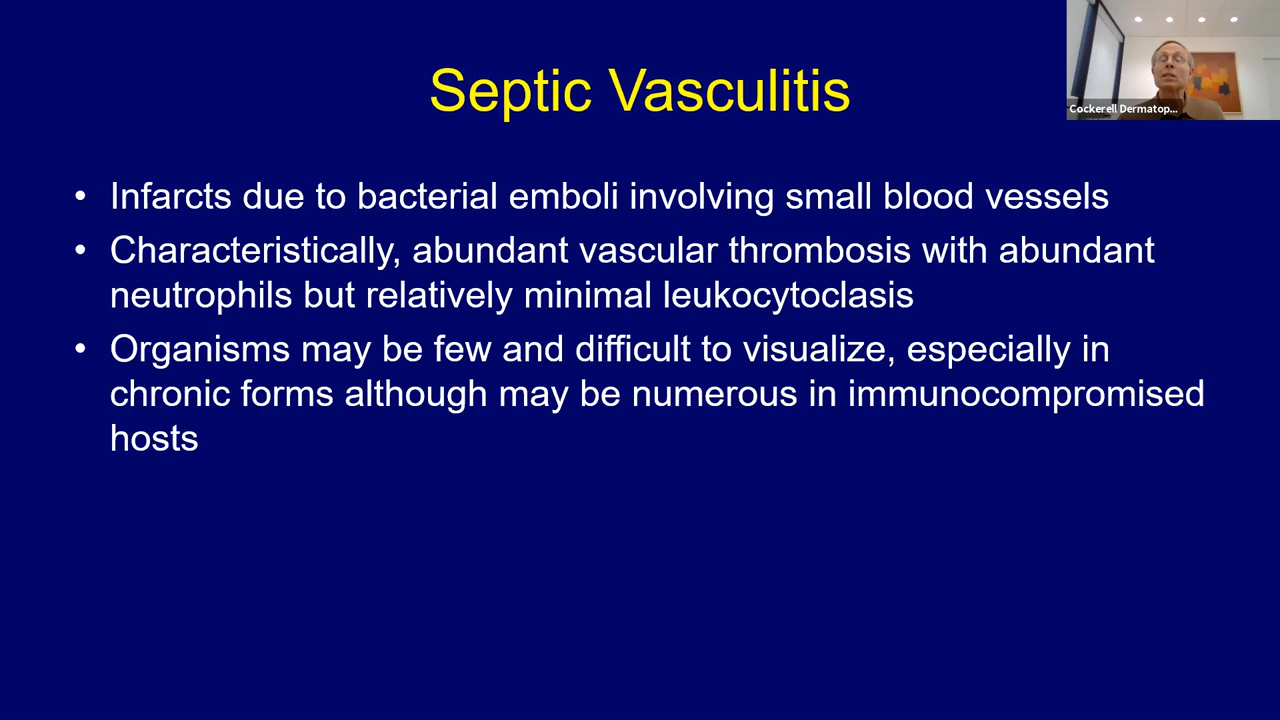 Septic Vasculitis
Cockerell Dermatop...
• Infarcts due to bacterial emboli involving small blood vessels
• Characteristically, abundant vascular thrombosis with abundant
neutrophils but relatively minimal leukocytoclasis
• Organisms may be few and difficult to visualize, especially in
chronic forms although may be numerous in immunocompromised
hosts